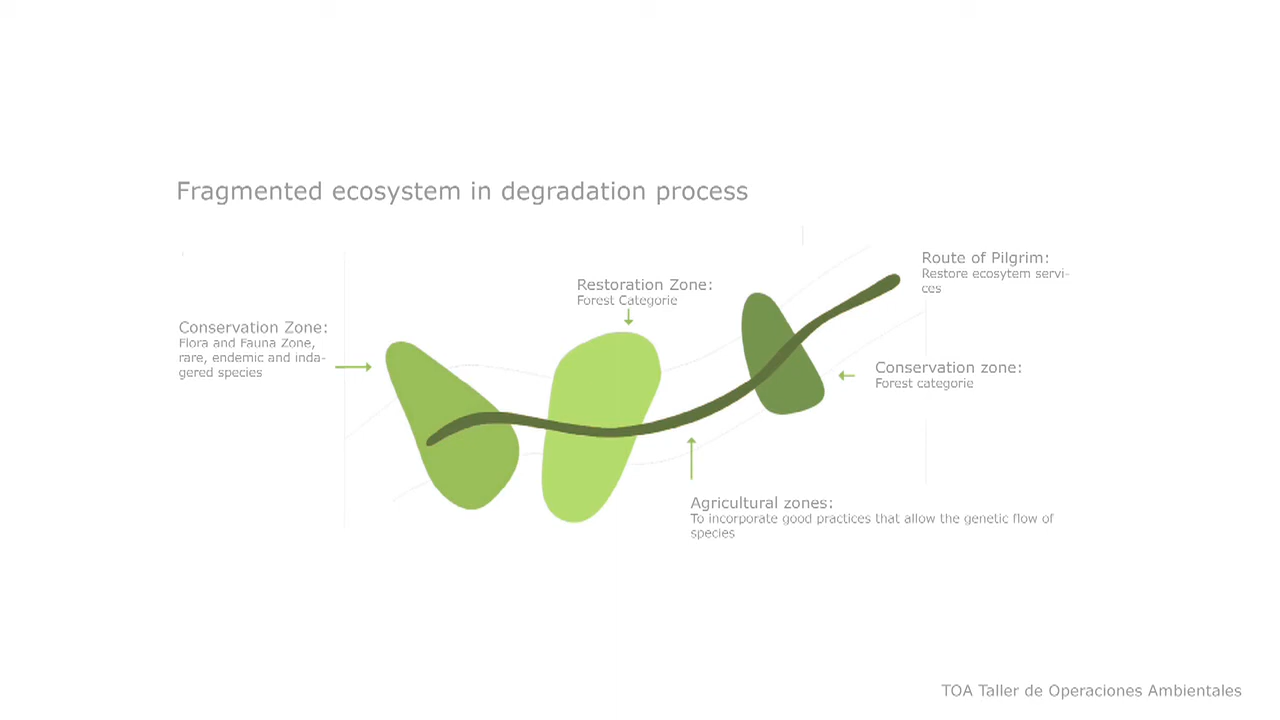 Fragmented ecosystem in degradation process
Route of Pilgrim:
Restore ecosytem servi-
ces
Restoration Zone:
Forest Categorie
Conservation Zone:
Flora and Fauna Zone,
rare, endemic and inda-
gered species
Conservation zone:
Forest categorie
Agricultural zones:
To incorporate good practices that allow the genetic flow of
species
TOA Taller de Operaciones Ambientales